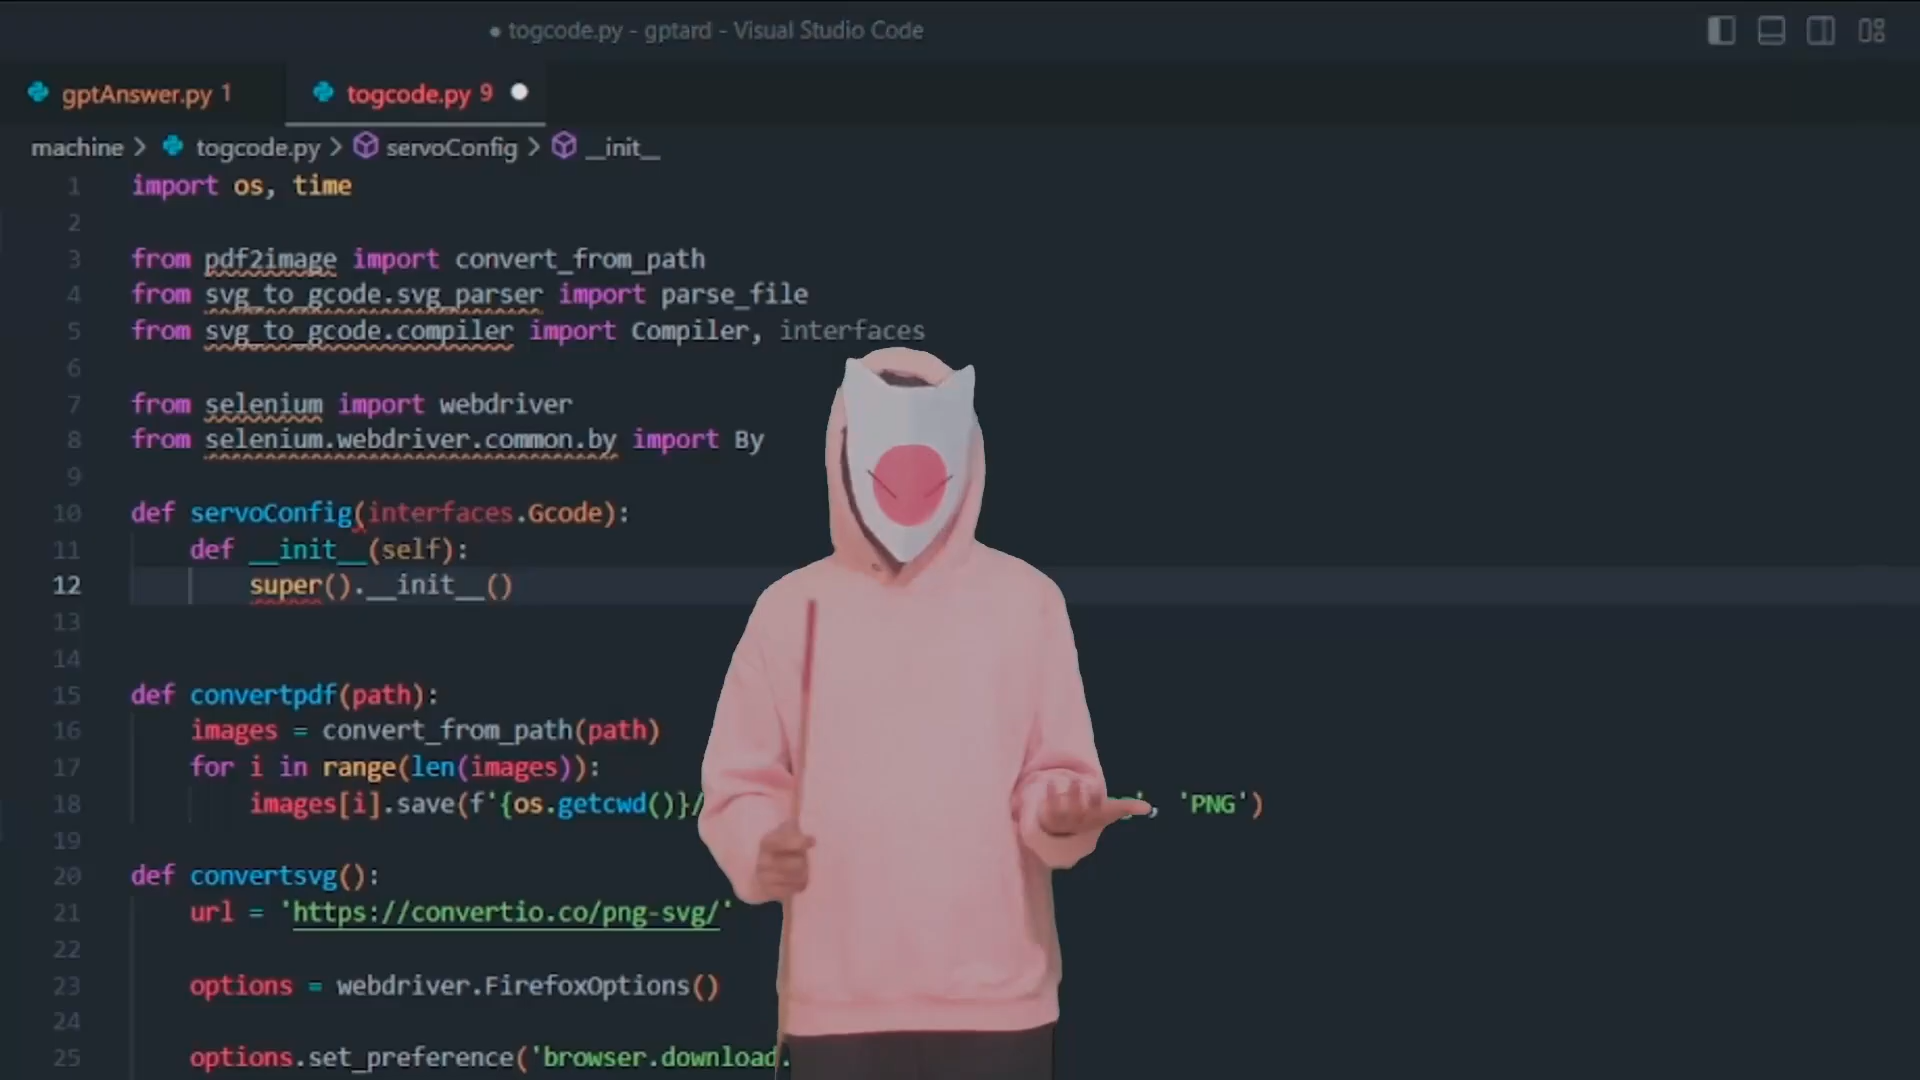 ● togcode.py - gptard - Visual Studio Code
gptAnswer.py 1 togcode.py 9 ●
machine > togcode.py > servoConfig > __init__
1 import os, time
2
3 from pdf2image import convert_from_path
4 from svg_to_gcode.svg_parser import parse_file
5 from svg_to_gcode.compiler import Compiler, interfaces
6
7 from selenium import webdriver
8 from selenium.webdriver.common.by import By
9
10 def servoConfig(interfaces.Gcode):
11 def __init__(self):
12 super().__init__()
13
14
15 def convertpdf(path):
16 images = convert_from_path(path)
17 for i in range(len(images)):
18 images[i].save(f'{os.getcwd()}/ , 'PNG')
19
20 def convertsvg():
21 url = 'https://convertio.co/png-svg/'
22
23 options = webdriver.FirefoxOptions()
24
25 options.set_preference('browser.download.